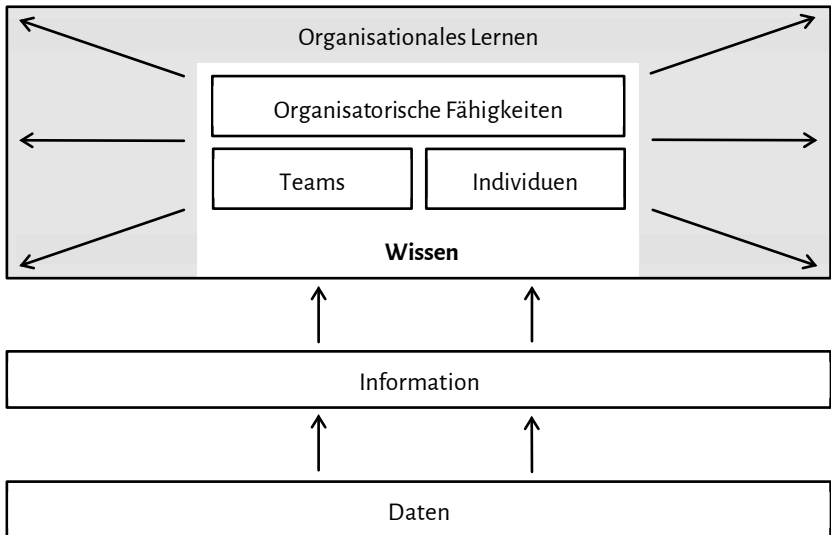 Organisationales Lernen
Organisatorische Fähigkeiten
Teams
Individuen
Wissen
Information
Daten